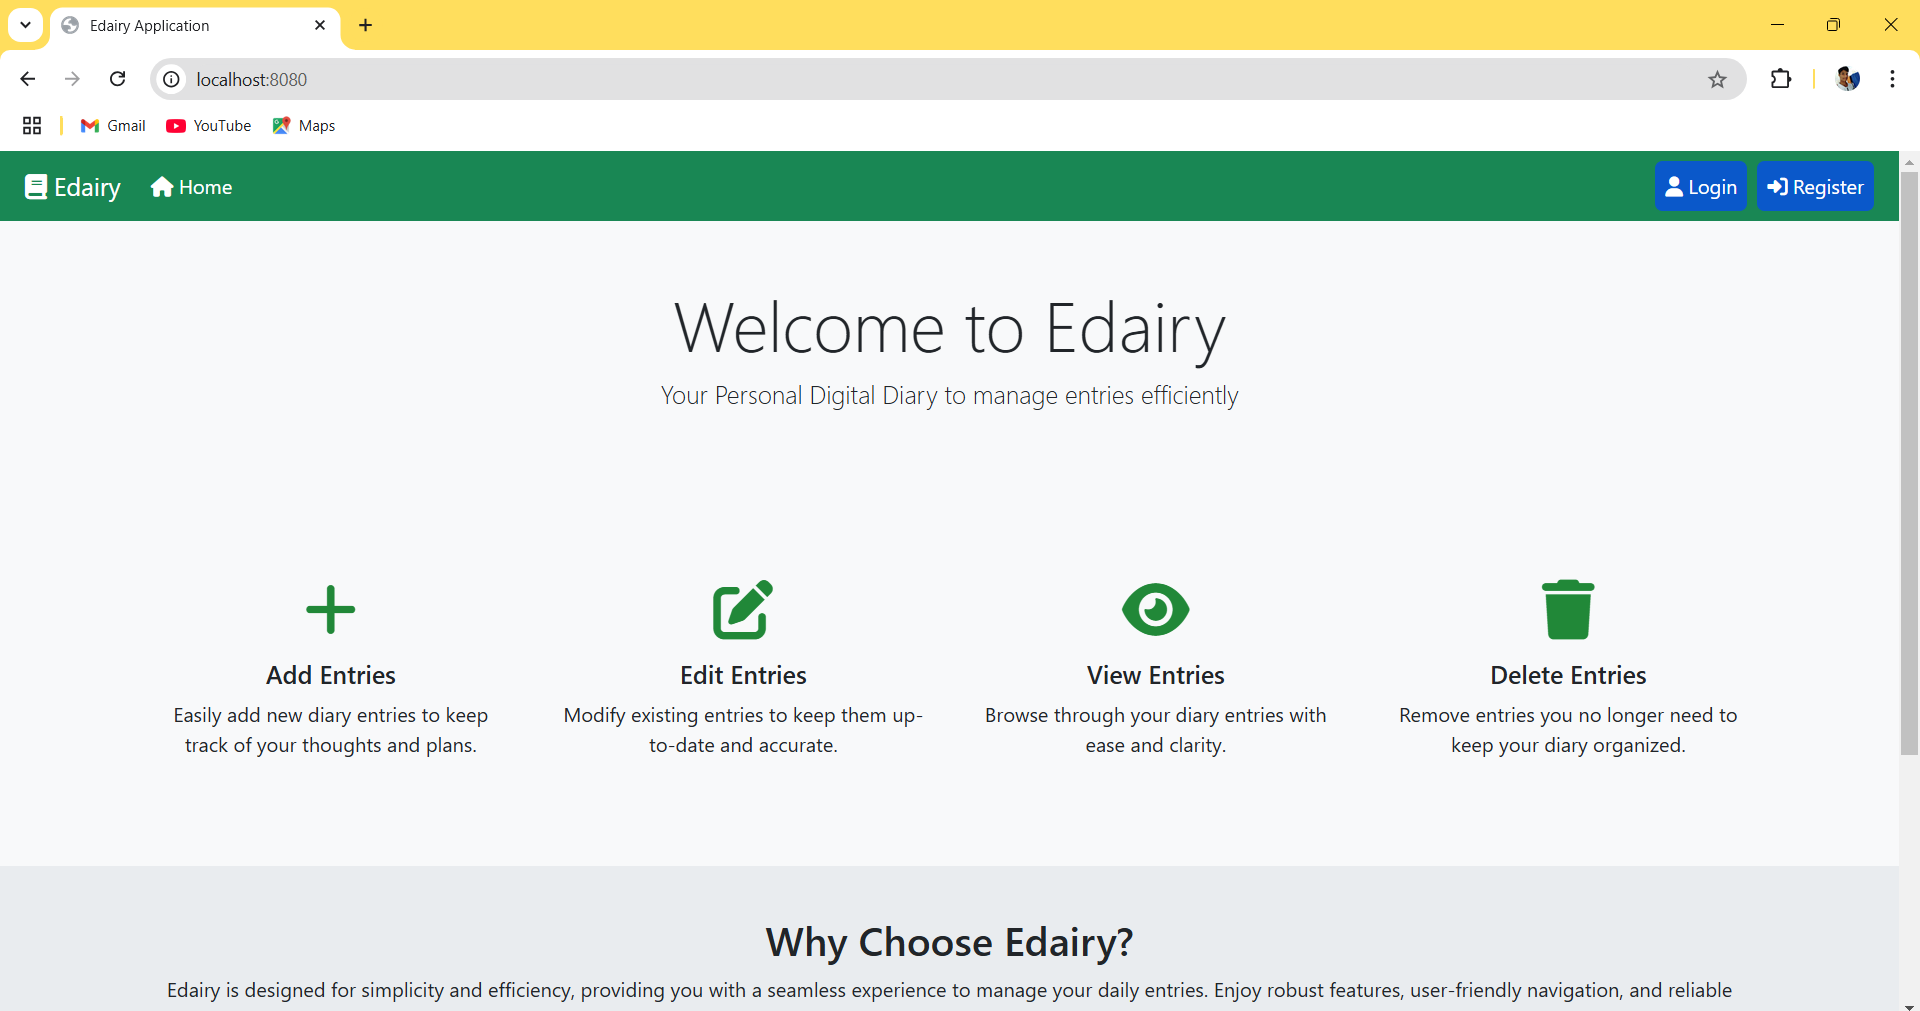 Edairy Application
localhost:8080
Gmail YouTube Maps
Edairy Home Login Register
Welcome to Edairy
Your Personal Digital Diary to manage entries efficiently
Add Entries
Easily add new diary entries to keep
track of your thoughts and plans.
Edit Entries
Modify existing entries to keep them up-
to-date and accurate.
View Entries
Browse through your diary entries with
ease and clarity.
Delete Entries
Remove entries you no longer need to
keep your diary organized.
Why Choose Edairy?
Edairy is designed for simplicity and efficiency, providing you with a seamless experience to manage your daily entries. Enjoy robust features, user-friendly navigation, and reliable